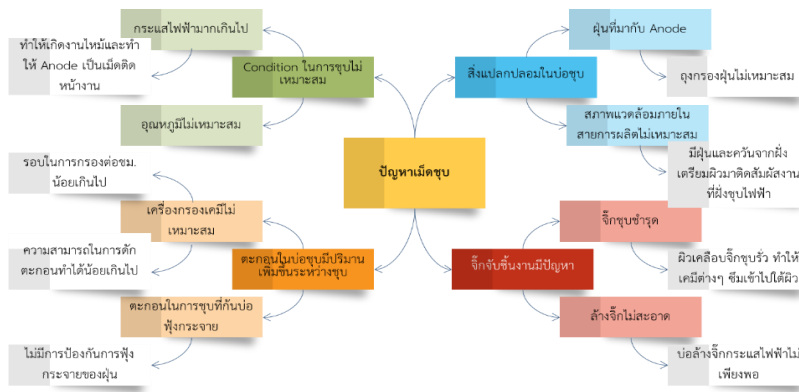 กระแสไฟฟ้ามากเกินไป
ทำให้เกิดงานไหม้และทำ
ให้ Anode เป็นเม็ดติด
หน้างาน
Condition ในการชุบไม่
เหมาะสม
อุณหภูมิไม่เหมาะสม
ฝุ่นที่มากับ Anode
สิ่งแปลกปลอมในบ่อชุบ
ถุงกรองฝุ่นไม่เหมาะสม
สภาพแวดล้อมภายใน
สายการผลิตไม่เหมาะสม
มีฝุ่นและควันจากฝั่ง
เตรียมผิวมาติดสัมผัสงาน
ที่ฝั่งชุบไฟฟ้า
ปัญหาเม็ดชุบ
รอบในการกรองต่อชม.
น้อยเกินไป
เครื่องกรองเคมีไม่
เหมาะสม
ความสามารถในการดัก
ตะกอนทำได้น้อยเกินไป
ตะกอนในบ่อชุบมีปริมาน
เพิ่มขึ้นระหว่างชุบ
ตะกอนในการชุบที่ก้นบ่อ
ฟุ้งกระจาย
ไม่มีการป้องกันการฟุ้ง
กระจายของฝุ่น
จิ๊กชุบชำรุด
จิ๊กจับชิ้นงานมีปัญหา
ผิวเคลือบจิ๊กชุบรั่ว ทำให้
เคมีต่างๆ ซึมเข้าไปใต้ผิว
ล้างจิ๊กไม่สะอาด
บ่อล้างจิ๊กกระแสไฟฟ้าไม่
เพียงพอ